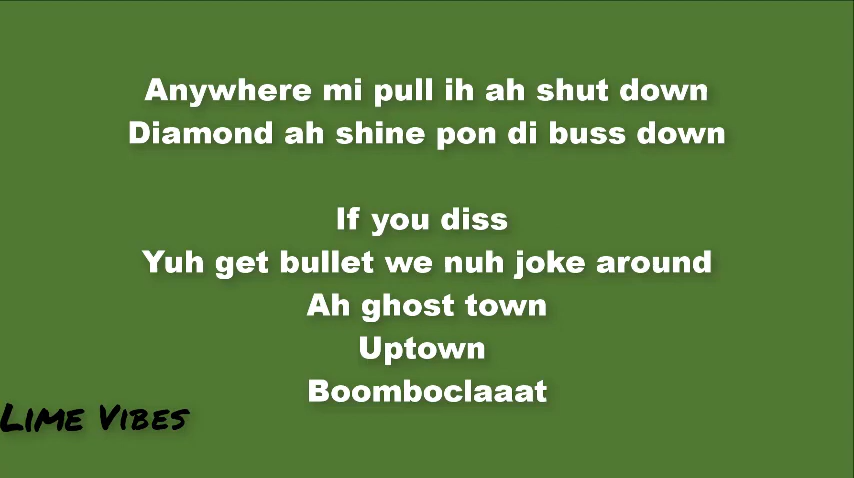 Anywhere mi pull ih ah shut down
Diamond ah shine pon di buss down
If you diss
Yuh get bullet we nuh joke around
Ah ghost town
Uptown
Boomboclaaat
Lime Vibes